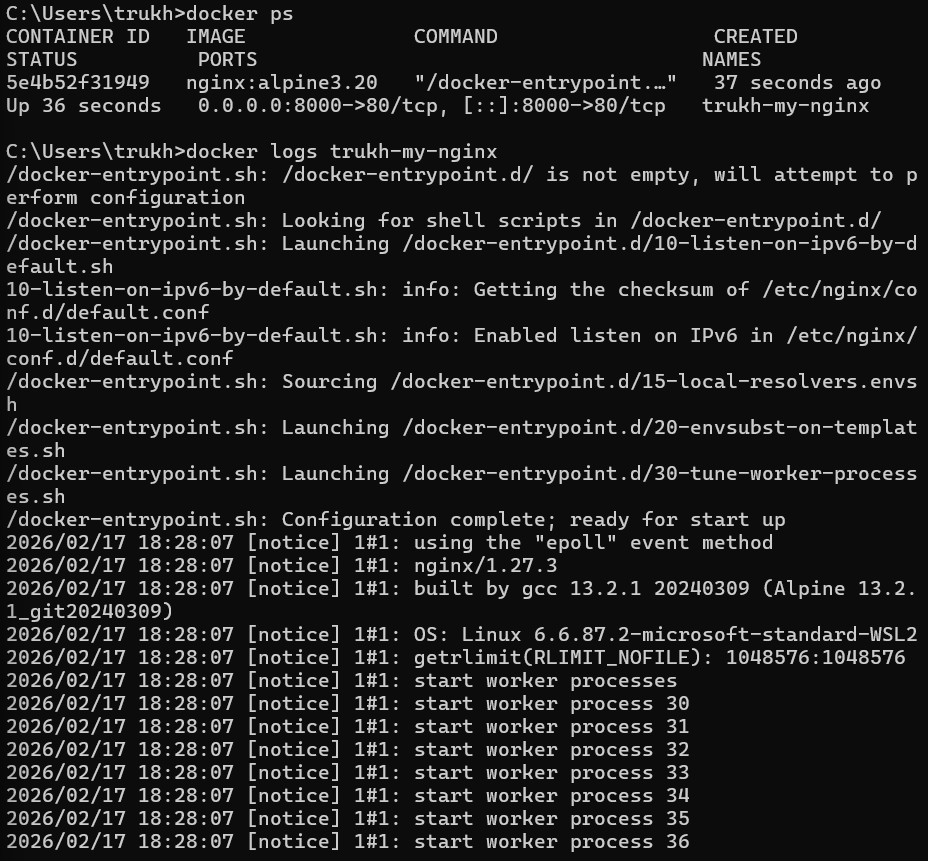 C:\Users\trukh>docker ps
CONTAINER ID   IMAGE              COMMAND                  CREATED
STATUS          PORTS                                     NAMES
5e4b52f31949   nginx:alpine3.20   "/docker-entrypoint.…"   37 seconds ago
Up 36 seconds   0.0.0.0:8000->80/tcp, [::]:8000->80/tcp   trukh-my-nginx
C:\Users\trukh>docker logs trukh-my-nginx
/docker-entrypoint.sh: /docker-entrypoint.d/ is not empty, will attempt to p
erform configuration
/docker-entrypoint.sh: Looking for shell scripts in /docker-entrypoint.d/
/docker-entrypoint.sh: Launching /docker-entrypoint.d/10-listen-on-ipv6-by-d
efault.sh
10-listen-on-ipv6-by-default.sh: info: Getting the checksum of /etc/nginx/co
nf.d/default.conf
10-listen-on-ipv6-by-default.sh: info: Enabled listen on IPv6 in /etc/nginx/
conf.d/default.conf
/docker-entrypoint.sh: Sourcing /docker-entrypoint.d/15-local-resolvers.envs
h
/docker-entrypoint.sh: Launching /docker-entrypoint.d/20-envsubst-on-templat
es.sh
/docker-entrypoint.sh: Launching /docker-entrypoint.d/30-tune-worker-process
es.sh
/docker-entrypoint.sh: Configuration complete; ready for start up
2026/02/17 18:28:07 [notice] 1#1: using the "epoll" event method
2026/02/17 18:28:07 [notice] 1#1: nginx/1.27.3
2026/02/17 18:28:07 [notice] 1#1: built by gcc 13.2.1 20240309 (Alpine 13.2.
1_git20240309)
2026/02/17 18:28:07 [notice] 1#1: OS: Linux 6.6.87.2-microsoft-standard-WSL2
2026/02/17 18:28:07 [notice] 1#1: getrlimit(RLIMIT_NOFILE): 1048576:1048576
2026/02/17 18:28:07 [notice] 1#1: start worker processes
2026/02/17 18:28:07 [notice] 1#1: start worker process 30
2026/02/17 18:28:07 [notice] 1#1: start worker process 31
2026/02/17 18:28:07 [notice] 1#1: start worker process 32
2026/02/17 18:28:07 [notice] 1#1: start worker process 33
2026/02/17 18:28:07 [notice] 1#1: start worker process 34
2026/02/17 18:28:07 [notice] 1#1: start worker process 35
2026/02/17 18:28:07 [notice] 1#1: start worker process 36